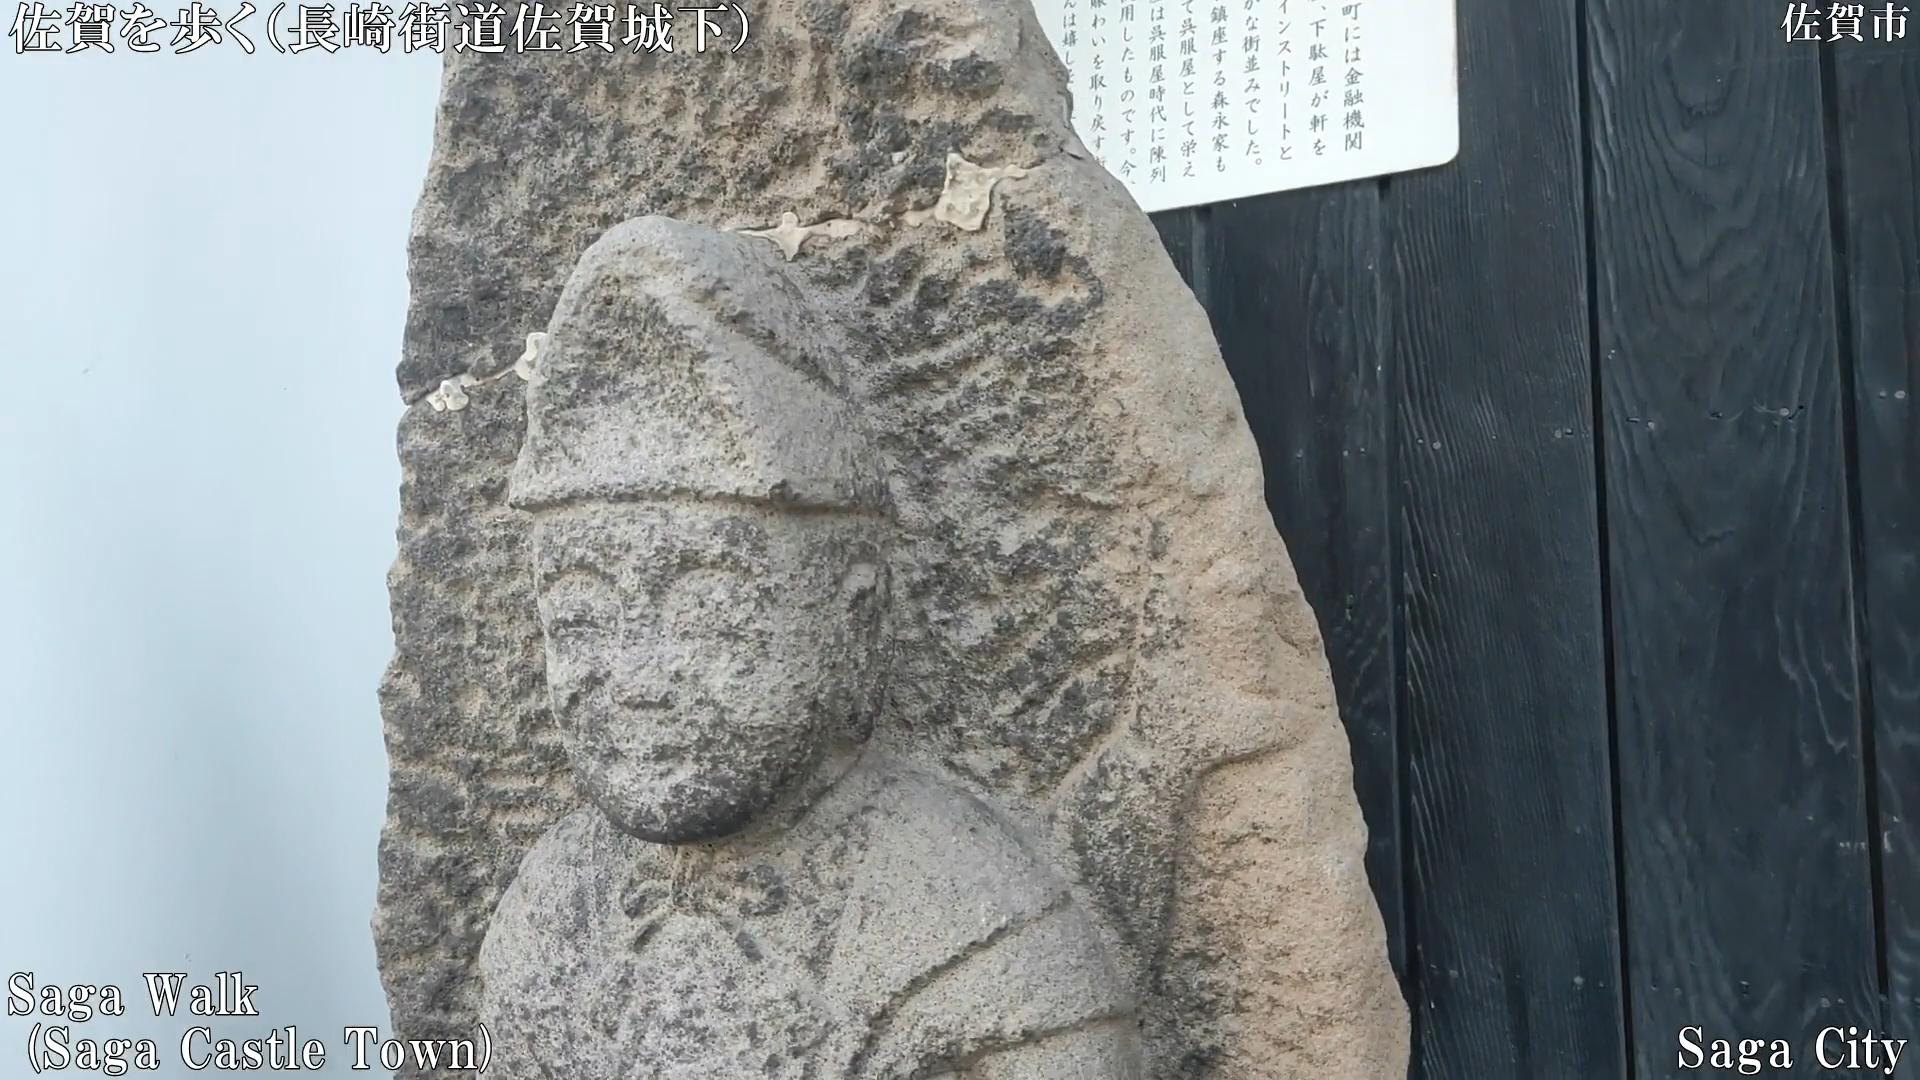 佐賀を歩く(長崎街道佐賀城下)
佐賀市
町には金融機関
、下駄屋が軒を
インストリートと
かな街並みでした。
鎮座する森永家も
て呉服屋として栄え
は呉服屋時代に陳列
用したものです。今、
賑わいを取り戻す
んは嬉し
Saga Walk
(Saga Castle Town)
Saga City